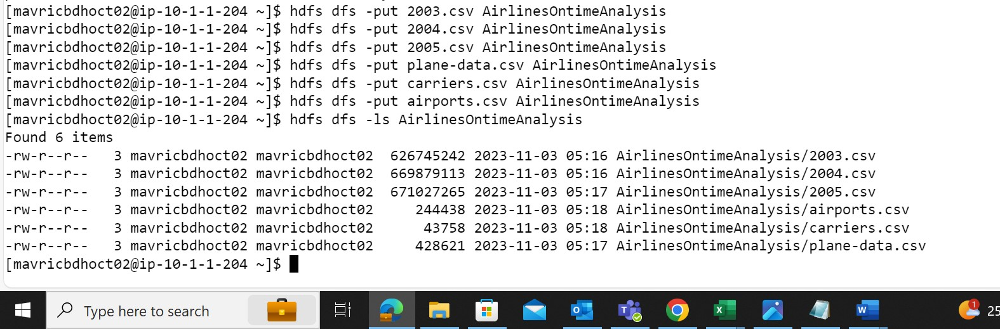 [mavricbdhoct02@ip-10-1-1-204 ~]$ hdfs dfs -put 2003.csv AirlinesOntimeAnalysis
[mavricbdhoct02@ip-10-1-1-204 ~]$ hdfs dfs -put 2004.csv AirlinesOntimeAnalysis
[mavricbdhoct02@ip-10-1-1-204 ~]$ hdfs dfs -put 2005.csv AirlinesOntimeAnalysis
[mavricbdhoct02@ip-10-1-1-204 ~]$ hdfs dfs -put plane-data.csv AirlinesOntimeAnalysis
[mavricbdhoct02@ip-10-1-1-204 ~]$ hdfs dfs -put carriers.csv AirlinesOntimeAnalysis
[mavricbdhoct02@ip-10-1-1-204 ~]$ hdfs dfs -put airports.csv AirlinesOntimeAnalysis
[mavricbdhoct02@ip-10-1-1-204 ~]$ hdfs dfs -ls AirlinesOntimeAnalysis
Found 6 items
-rw-r--r--   3 mavricbdhoct02 mavricbdhoct02  626745242 2023-11-03 05:16 AirlinesOntimeAnalysis/2003.csv
-rw-r--r--   3 mavricbdhoct02 mavricbdhoct02  669879113 2023-11-03 05:16 AirlinesOntimeAnalysis/2004.csv
-rw-r--r--   3 mavricbdhoct02 mavricbdhoct02  671027265 2023-11-03 05:17 AirlinesOntimeAnalysis/2005.csv
-rw-r--r--   3 mavricbdhoct02 mavricbdhoct02     244438 2023-11-03 05:18 AirlinesOntimeAnalysis/airports.csv
-rw-r--r--   3 mavricbdhoct02 mavricbdhoct02      43758 2023-11-03 05:18 AirlinesOntimeAnalysis/carriers.csv
-rw-r--r--   3 mavricbdhoct02 mavricbdhoct02     428621 2023-11-03 05:17 AirlinesOntimeAnalysis/plane-data.csv
[mavricbdhoct02@ip-10-1-1-204 ~]$
Type here to search
1
25